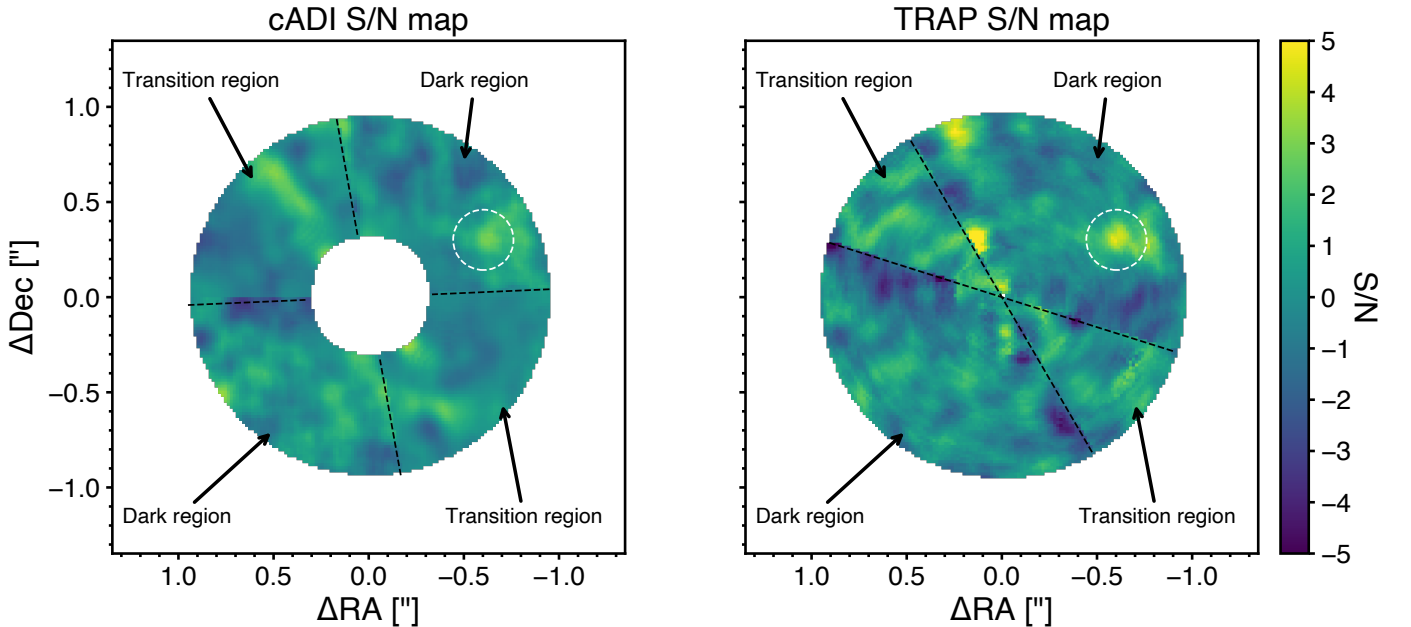 cADI S/N map
TRAP S/N map
Transition region
Dark region
Transition region
Dark region
1.0
0.5
0.0
−0.5
−1.0
ΔDec ["]
Dark region
Transition region
Dark region
Transition region
1.0
0.5
0.0
−0.5
−1.0
ΔRA ["]
1.0
0.5
0.0
−0.5
−1.0
ΔRA ["]
5
4
3
2
1
0
−1
−2
−3
−4
−5
S/N